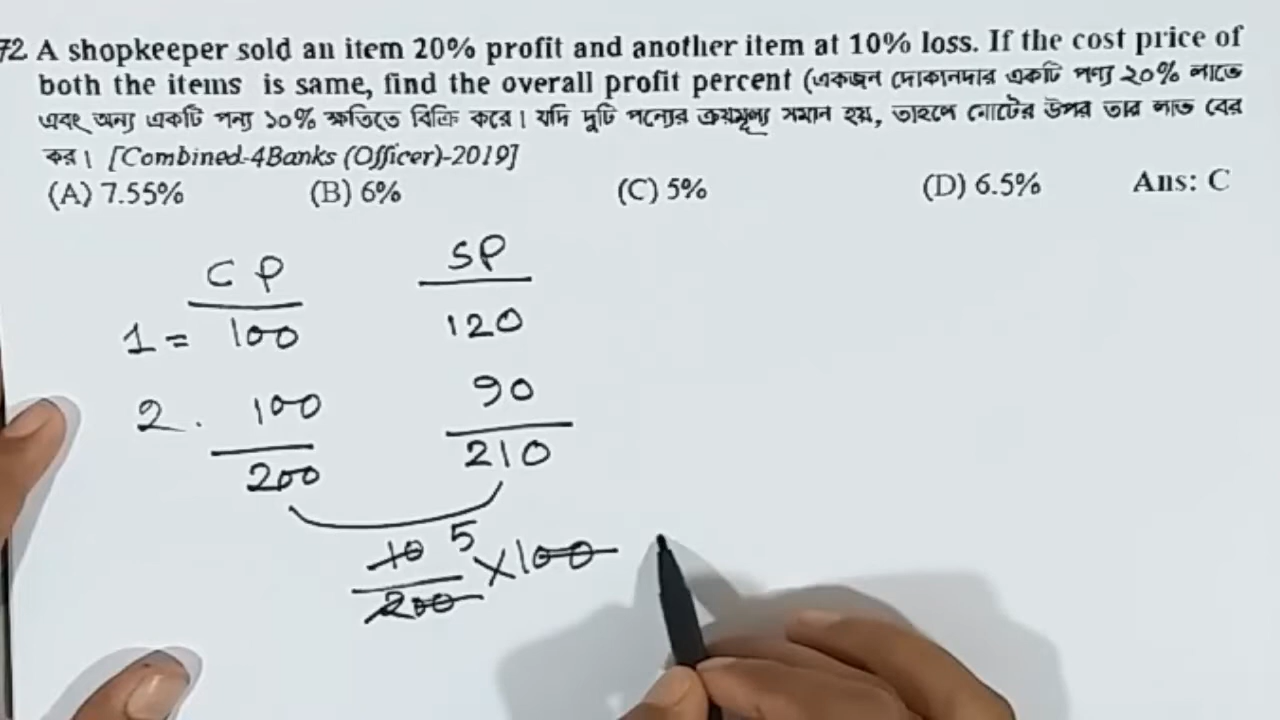 72. A shopkeeper sold an item 20% profit and another item at 10% loss. If the cost price of
both the items is same, find the overall profit percent (একজন দোকানদার একটি পণ্য ২০% লাভে
এবং অন্য একটি পন্য ১০% ক্ষতিতে বিক্রি করে। যদি দুটি পন্যের ক্রয়মূল্য সমান হয়, তাহলে মোটের উপর তার লাভ বের
কর। [Combined-4Banks (Officer)-2019]
(A) 7.55% (B) 6% (C) 5% (D) 6.5% Ans: C
CP SP
1 = 100 120
2. 100 90
200 210
10 5
200 ×100